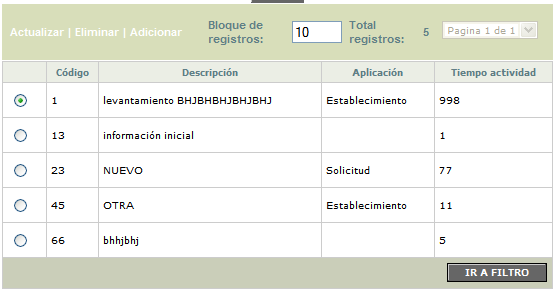 Actualizar | Eliminar | Adicionar Bloque de registros: 10 Total registros: 5 Pagina 1 de 1
Código Descripción Aplicación Tiempo actividad
1 levantamiento BHJBHBHJBHJBHJ Establecimiento 998
13 información inicial 1
23 NUEVO Solicitud 77
45 OTRA Establecimiento 11
66 bhhjbhj 5
IR A FILTRO